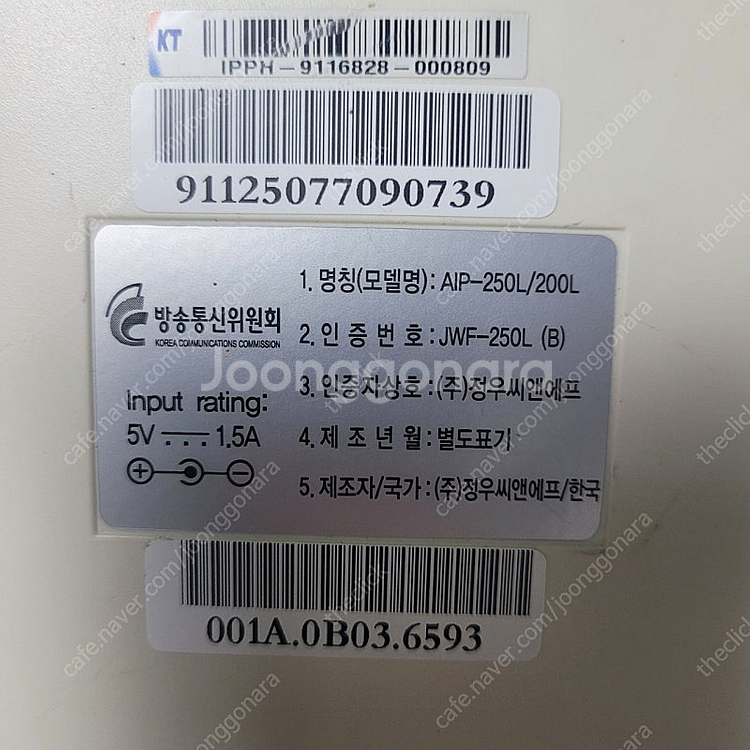 KT
IPPH-9116828-000809
91125077090739
방송통신위원회
KOREA COMMUNICATIONS COMMISSION
Input rating:
5V 1.5A
1. 명칭(모델명): AIP-250L/200L
2. 인 증 번 호: JWF-250L (B)
3. 인증자상호: (주)정우씨앤에프
4. 제 조 년 월: 별도표기
5. 제조자/국가: (주)정우씨앤에프/한국
001A.0B03.6593
Joonggonara
theclick
cafe.naver.com/joonggonara